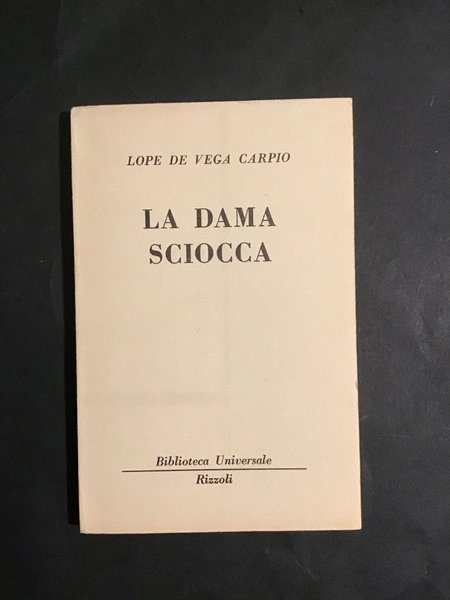 LOPE DE VEGA CARPIO
LA DAMA
SCIOCCA
Biblioteca Universale
Rizzoli